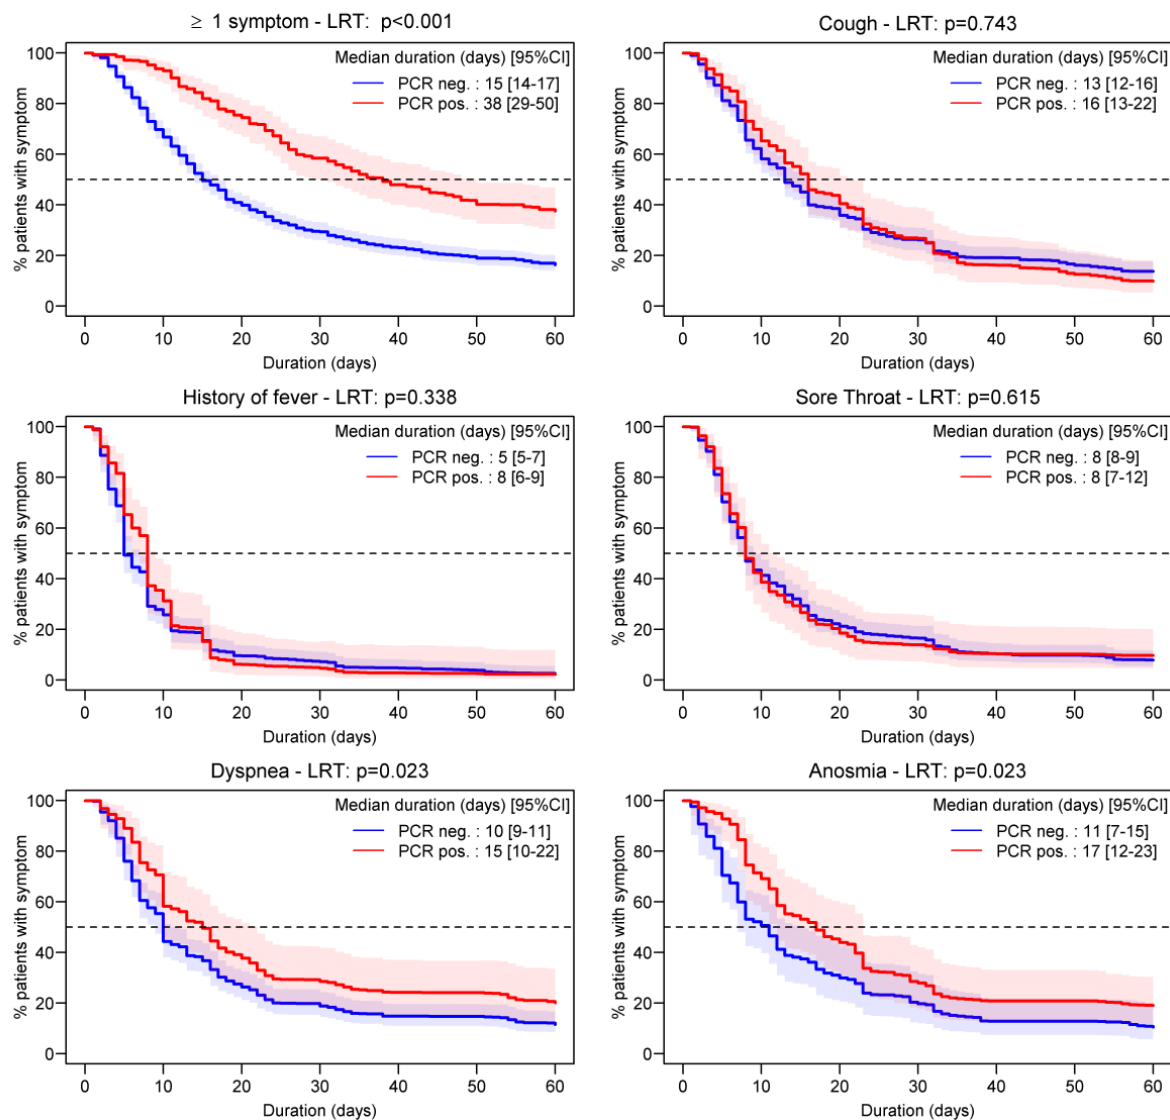 ≥ 1 symptom - LRT: p<0.001
Median duration (days) [95%CI]
PCR neg. : 15 [14-17]
PCR pos. : 38 [29-50]
% patients with symptom
100
80
60
40
20
0
0 10 20 30 40 50 60
Duration (days)
Cough - LRT: p=0.743
Median duration (days) [95%CI]
PCR neg. : 13 [12-16]
PCR pos. : 16 [13-22]
% patients with symptom
100
80
60
40
20
0
0 10 20 30 40 50 60
Duration (days)
History of fever - LRT: p=0.338
Median duration (days) [95%CI]
PCR neg. : 5 [5-7]
PCR pos. : 8 [6-9]
% patients with symptom
100
80
60
40
20
0
0 10 20 30 40 50 60
Duration (days)
Sore Throat - LRT: p=0.615
Median duration (days) [95%CI]
PCR neg. : 8 [8-9]
PCR pos. : 8 [7-12]
% patients with symptom
100
80
60
40
20
0
0 10 20 30 40 50 60
Duration (days)
Dyspnea - LRT: p=0.023
Median duration (days) [95%CI]
PCR neg. : 10 [9-11]
PCR pos. : 15 [10-22]
% patients with symptom
100
80
60
40
20
0
0 10 20 30 40 50 60
Duration (days)
Anosmia - LRT: p=0.023
Median duration (days) [95%CI]
PCR neg. : 11 [7-15]
PCR pos. : 17 [12-23]
% patients with symptom
100
80
60
40
20
0
0 10 20 30 40 50 60
Duration (days)